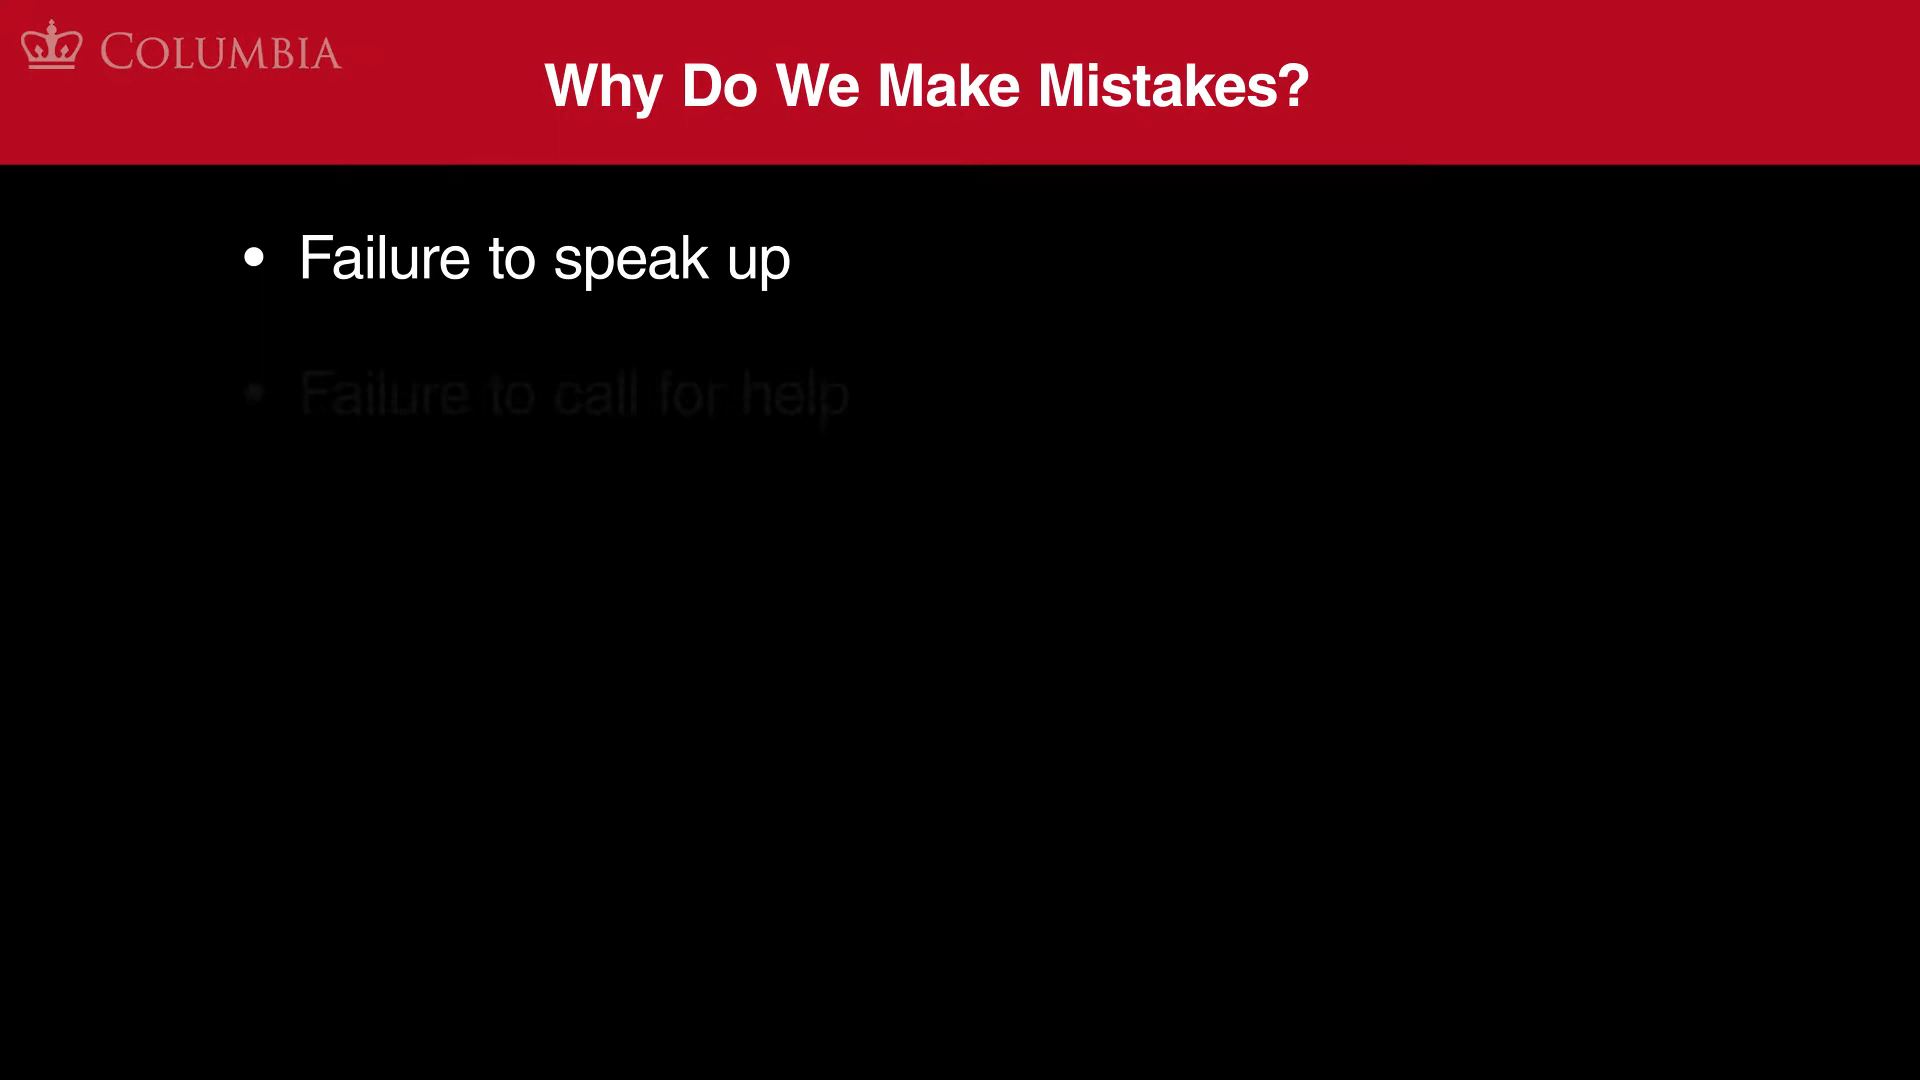 COLUMBIA
Why Do We Make Mistakes?
• Failure to speak up
• Failure to call for help